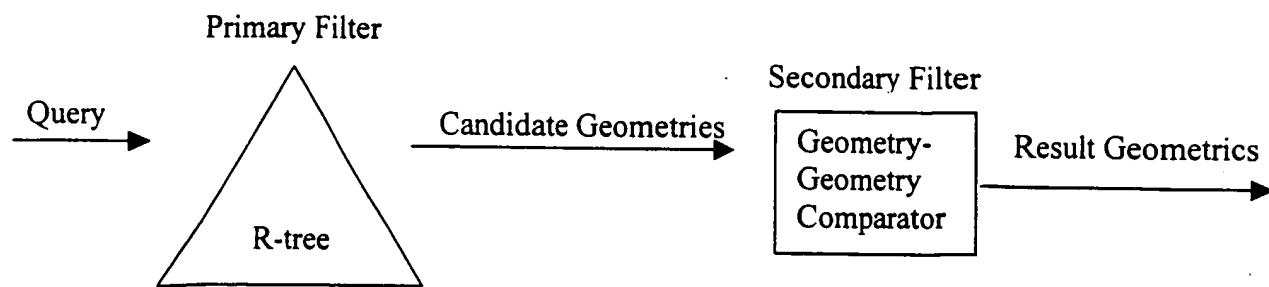 Primary Filter
Secondary Filter
Query
Candidate Geometries
Geometry-
Geometry
Comparator
Result Geometrics
R-tree